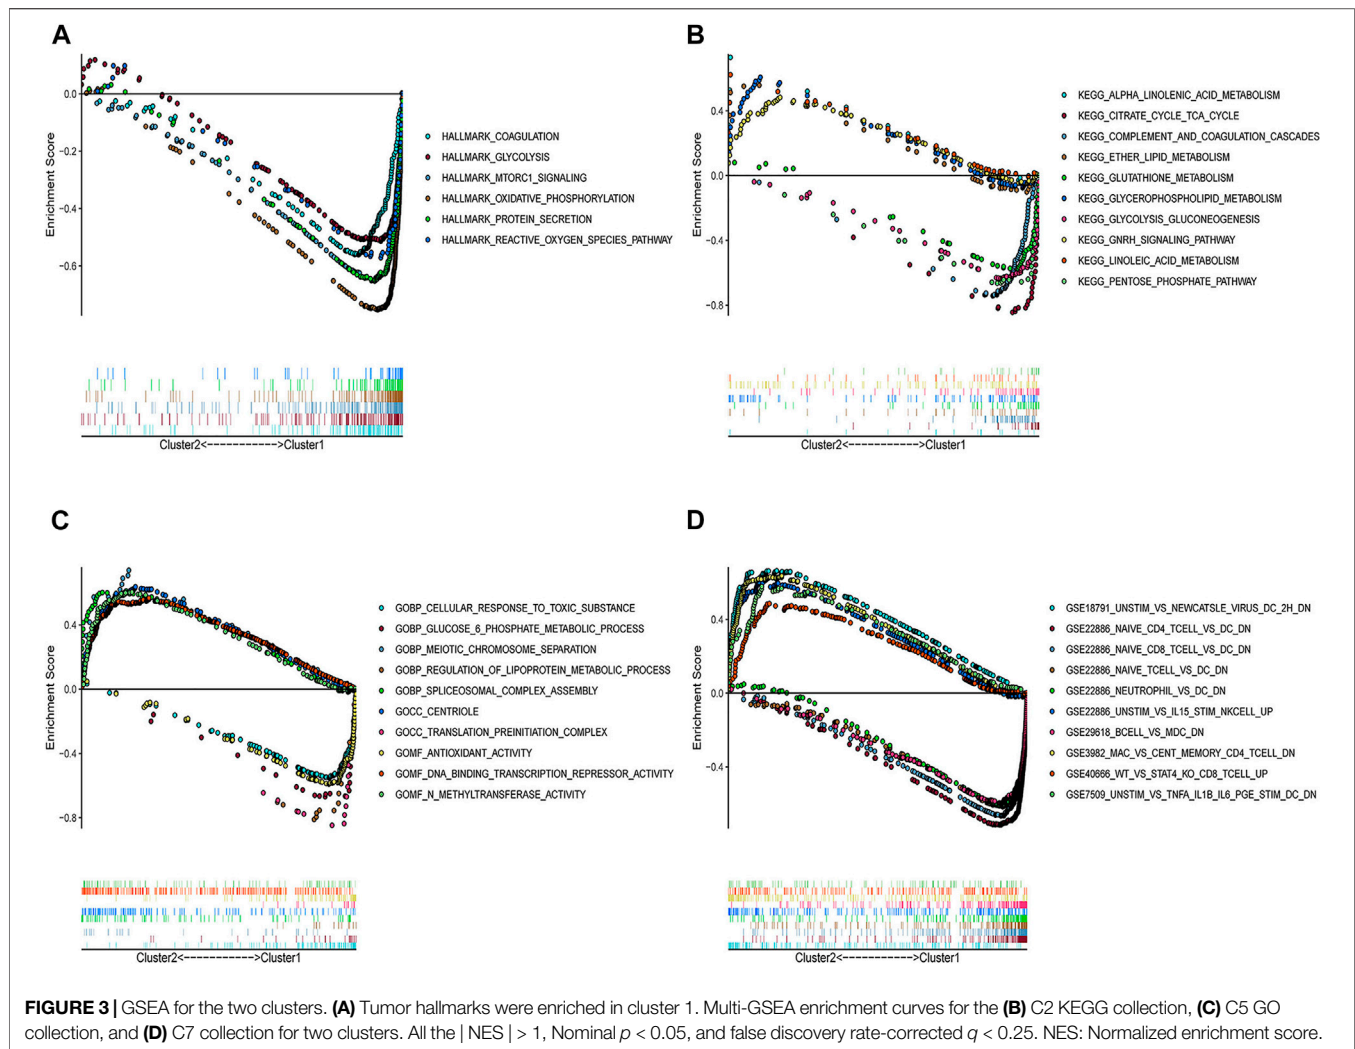 A
0.0
−0.2
−0.4
−0.6
Enrichment Score
HALLMARK_COAGULATION
HALLMARK_GLYCOLYSIS
HALLMARK_MTORC1_SIGNALING
HALLMARK_OXIDATIVE_PHOSPHORYLATION
HALLMARK_PROTEIN_SECRETION
HALLMARK_REACTIVE_OXYGEN_SPECIES_PATHWAY
Cluster2<------------>Cluster1
B
0.4
0.0
−0.4
−0.8
Enrichment Score
KEGG_ALPHA_LINOLENIC_ACID_METABOLISM
KEGG_CITRATE_CYCLE_TCA_CYCLE
KEGG_COMPLEMENT_AND_COAGULATION_CASCADES
KEGG_ETHER_LIPID_METABOLISM
KEGG_GLUTATHIONE_METABOLISM
KEGG_GLYCEROPHOSPHOLIPID_METABOLISM
KEGG_GLYCOLYSIS_GLUCONEOGENESIS
KEGG_GNRH_SIGNALING_PATHWAY
KEGG_LINOLEIC_ACID_METABOLISM
KEGG_PENTOSE_PHOSPHATE_PATHWAY
Cluster2<------------>Cluster1
C
0.4
0.0
−0.4
−0.8
Enrichment Score
GOBP_CELLULAR_RESPONSE_TO_TOXIC_SUBSTANCE
GOBP_GLUCOSE_6_PHOSPHATE_METABOLIC_PROCESS
GOBP_MEIOTIC_CHROMOSOME_SEPARATION
GOBP_REGULATION_OF_LIPOPROTEIN_METABOLIC_PROCESS
GOBP_SPLICEOSOMAL_COMPLEX_ASSEMBLY
GOCC_CENTRIOLE
GOCC_TRANSLATION_PREINITIATION_COMPLEX
GOMF_ANTIOXIDANT_ACTIVITY
GOMF_DNA_BINDING_TRANSCRIPTION_REPRESSOR_ACTIVITY
GOMF_N_METHYLTRANSFERASE_ACTIVITY
Cluster2<------------>Cluster1
D
0.4
0.0
−0.4
Enrichment Score
GSE18791_UNSTIM_VS_NEWCATSLE_VIRUS_DC_2H_DN
GSE22886_NAIVE_CD4_TCELL_VS_DC_DN
GSE22886_NAIVE_CD8_TCELL_VS_DC_DN
GSE22886_NAIVE_TCELL_VS_DC_DN
GSE22886_NEUTROPHIL_VS_DC_DN
GSE22886_UNSTIM_VS_IL15_STIM_NKCELL_UP
GSE29618_BCELL_VS_MDC_DN
GSE3982_MAC_VS_CENT_MEMORY_CD4_TCELL_DN
GSE40666_WT_VS_STAT4_KO_CD8_TCELL_UP
GSE7509_UNSTIM_VS_TNFA_IL1B_IL6_PGE_STIM_DC_DN
Cluster2<------------>Cluster1
FIGURE 3 | GSEA for the two clusters. (A) Tumor hallmarks were enriched in cluster 1. Multi-GSEA enrichment curves for the (B) C2 KEGG collection, (C) C5 GO
collection, and (D) C7 collection for two clusters. All the | NES | > 1, Nominal p < 0.05, and false discovery rate-corrected q < 0.25. NES: Normalized enrichment score.